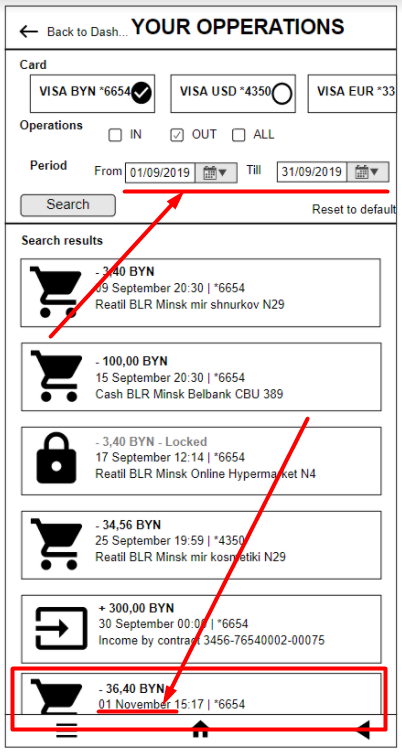 Back to Dash... YOUR OPPERATIONS
Card
VISA BYN *6654 VISA USD *4350 VISA EUR *33
Operations
IN OUT ALL
Period From 01/09/2019 Till 31/09/2019
Search
Reset to default
Search results
- 3,40 BYN
09 September 20:30 | *6654
Reatil BLR Minsk mir shnurkov N29
- 100,00 BYN
15 September 20:30 | *6654
Cash BLR Minsk Belbank CBU 389
- 3,40 BYN - Locked
17 September 12:14 | *6654
Reatil BLR Minsk Online Hypermarket N4
- 34,56 BYN
25 September 19:59 | *4350
Reatil BLR Minsk mir kosmetiki N29
+ 300,00 BYN
30 September 00:00 | *6654
Income by contract 3456-76540002-00075
- 36,40 BYN
01 November 15:17 | *6654